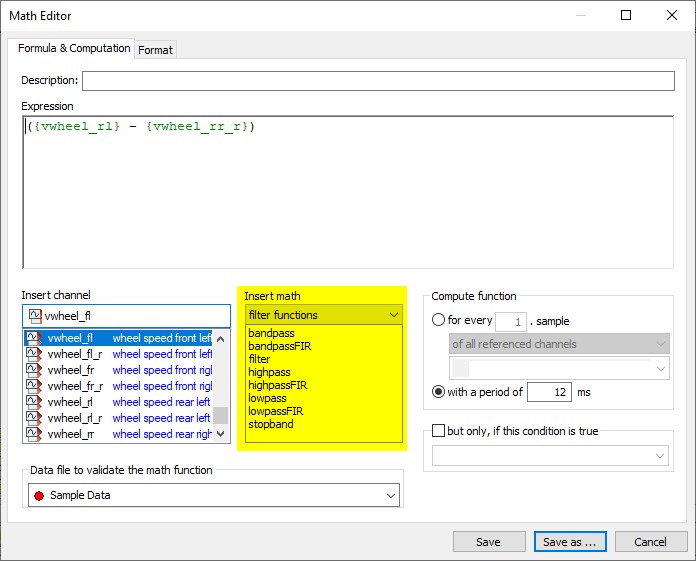 Math Editor
Formula & Computation Format
Description:
Expression
({vwheel_rl} - {vwheel_rr_r})
Insert channel
vwheel_fl
vwheel_fl wheel speed front left
vwheel_fl_r wheel speed front left
vwheel_fr wheel speed front righ
vwheel_fr_r wheel speed front righ
vwheel_rl wheel speed rear left
vwheel_rl_r wheel speed rear left
vwheel_rr wheel speed rear righ
Insert math
filter functions
bandpass
bandpassFIR
filter
highpass
highpassFIR
lowpass
lowpassFIR
stopband
Compute function
for every 1 . sample
of all referenced channels
with a period of 12 ms
but only, if this condition is true
Data file to validate the math function
Sample Data
Save Save as ... Cancel